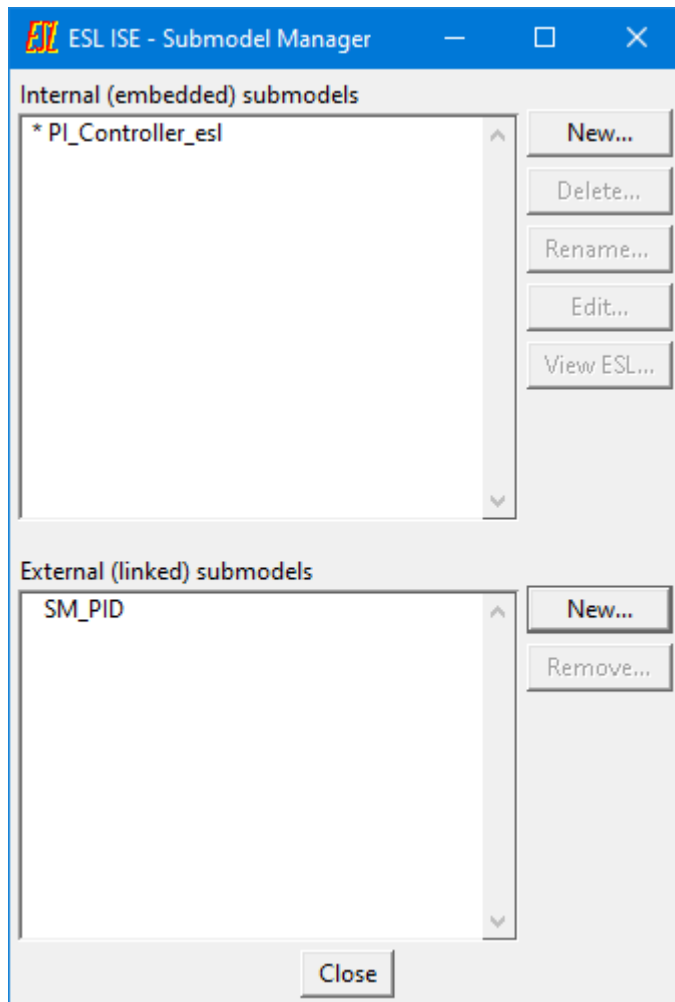 ESL ESL ISE - Submodel Manager
Internal (embedded) submodels
* PI_Controller_esl
New...
Delete...
Rename...
Edit...
View ESL...
External (linked) submodels
SM_PID
New...
Remove...
Close